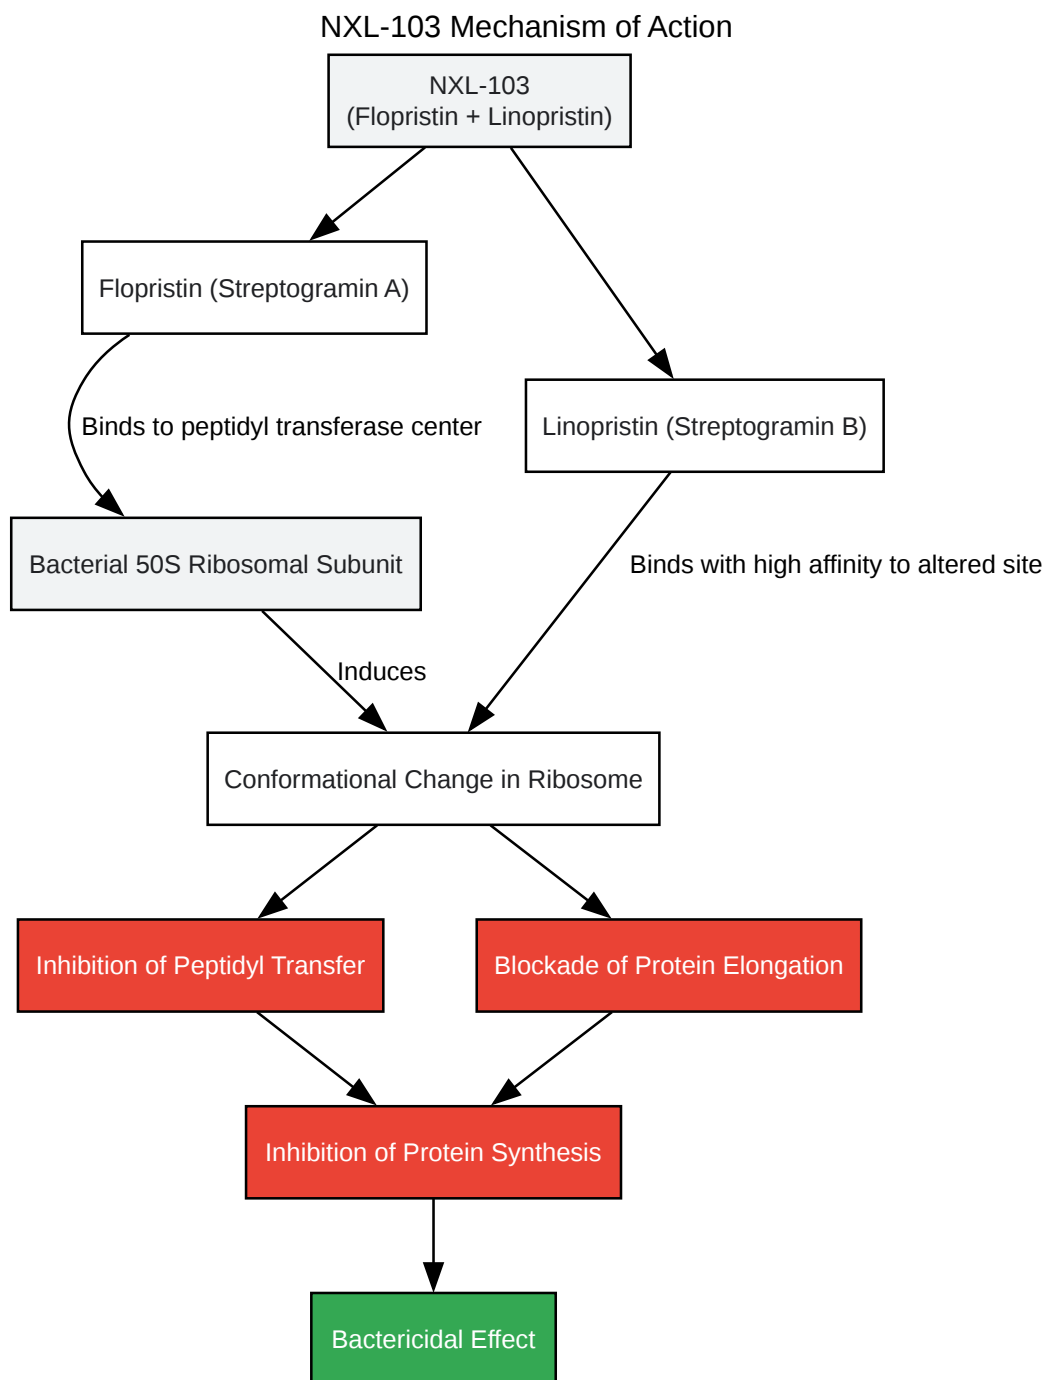 NXL-103 Mechanism of Action
NXL-103
(Flopristin + Linopristin)
Flopristin (Streptogramin A)
Binds to peptidyl transferase center
Linopristin (Streptogramin B)
Bacterial 50S Ribosomal Subunit
Binds with high affinity to altered site
Induces
Conformational Change in Ribosome
Inhibition of Peptidyl Transfer
Blockade of Protein Elongation
Inhibition of Protein Synthesis
Bactericidal Effect